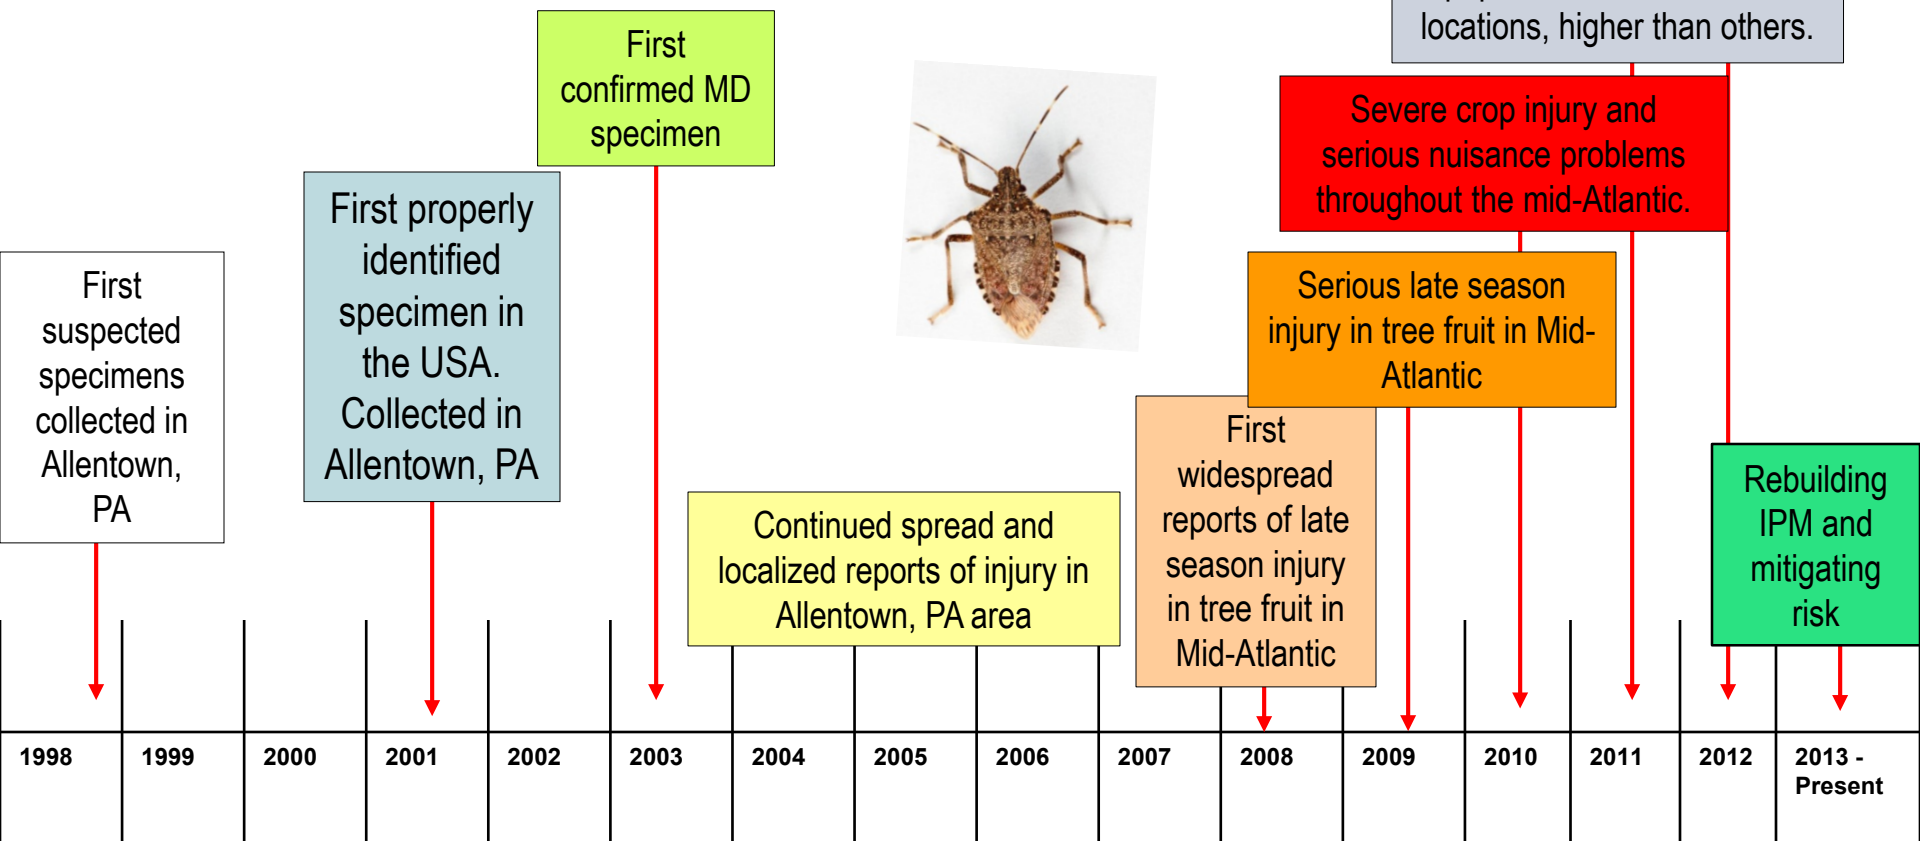 locations, higher than others.
First
confirmed MD
specimen
Severe crop injury and
serious nuisance problems
throughout the mid-Atlantic.
First properly
identified
specimen in
the USA.
Collected in
Allentown, PA
First
suspected
specimens
collected in
Allentown,
PA
Serious late season
injury in tree fruit in Mid-
Atlantic
First
widespread
reports of late
season injury
in tree fruit in
Mid-Atlantic
Continued spread and
localized reports of injury in
Allentown, PA area
Rebuilding
IPM and
mitigating
risk
1998 1999 2000 2001 2002 2003 2004 2005 2006 2007 2008 2009 2010 2011 2012 2013 -
Present